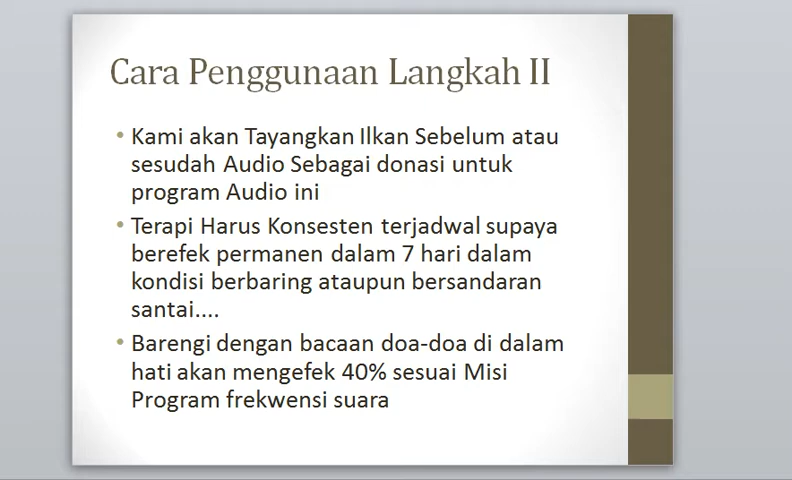 Cara Penggunaan Langkah II
• Kami akan Tayangkan Ilkan Sebelum atau
sesudah Audio Sebagai donasi untuk
program Audio ini
• Terapi Harus Konsesten terjadwal supaya
berefek permanen dalam 7 hari dalam
kondisi berbaring ataupun bersandaran
santai....
• Barengi dengan bacaan doa-doa di dalam
hati akan mengefek 40% sesuai Misi
Program frekwensi suara